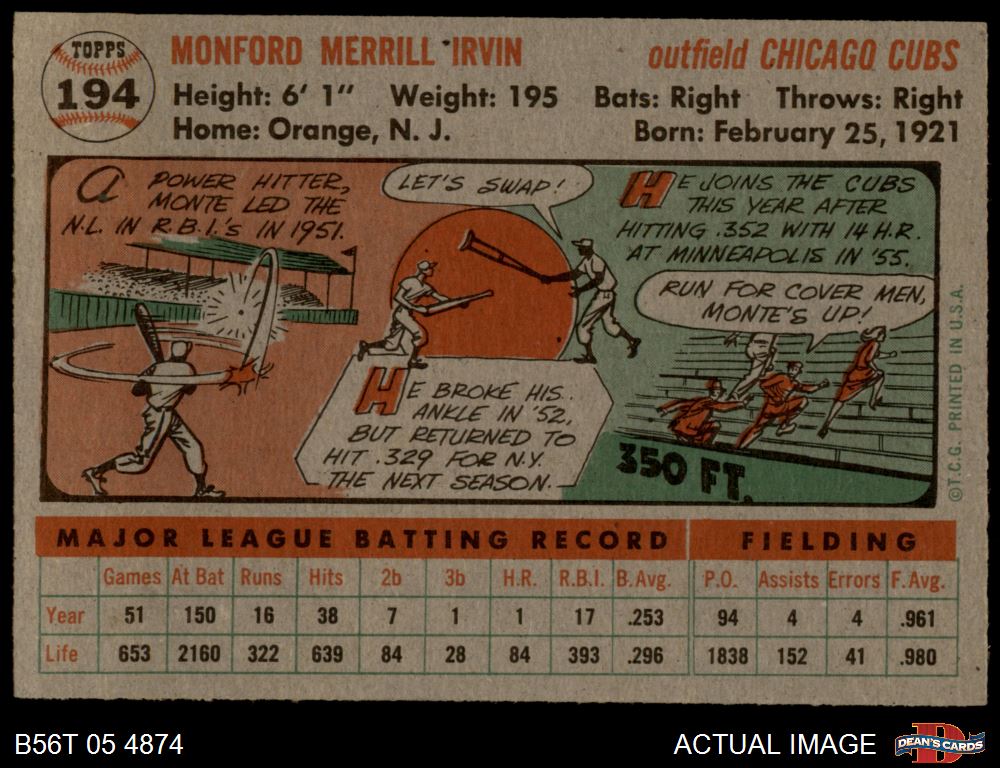 TOPPS
194
MONFORD MERRILL IRVIN
outfield CHICAGO CUBS
Height: 6' 1" Weight: 195 Bats: Right Throws: Right
Home: Orange, N. J.
Born: February 25, 1921
A POWER HITTER,
MONTE LED THE
N.L. IN R.B.I.'S IN 1951.
LET'S SWAP!
HE BROKE HIS
ANKLE IN '52,
BUT RETURNED TO
HIT .329 FOR N.Y.
THE NEXT SEASON.
HE JOINS THE CUBS
THIS YEAR AFTER
HITTING .352 WITH 14 H.R.
AT MINNEAPOLIS IN '55.
RUN FOR COVER MEN,
MONTE'S UP!
350 FT.
©T.C.G. PRINTED IN U.S.A.
MAJOR LEAGUE BATTING RECORD FIELDING
Games At Bat Runs Hits 2b 3b H.R. R.B.I. B.Avg. P.O. Assists Errors F.Avg.
Year 51 150 16 38 7 1 1 17 .253 94 4 4 .961
Life 653 2160 322 639 84 28 84 393 .296 1838 152 41 .980
B56T 05 4874
ACTUAL IMAGE
D
DEAN'S CARDS